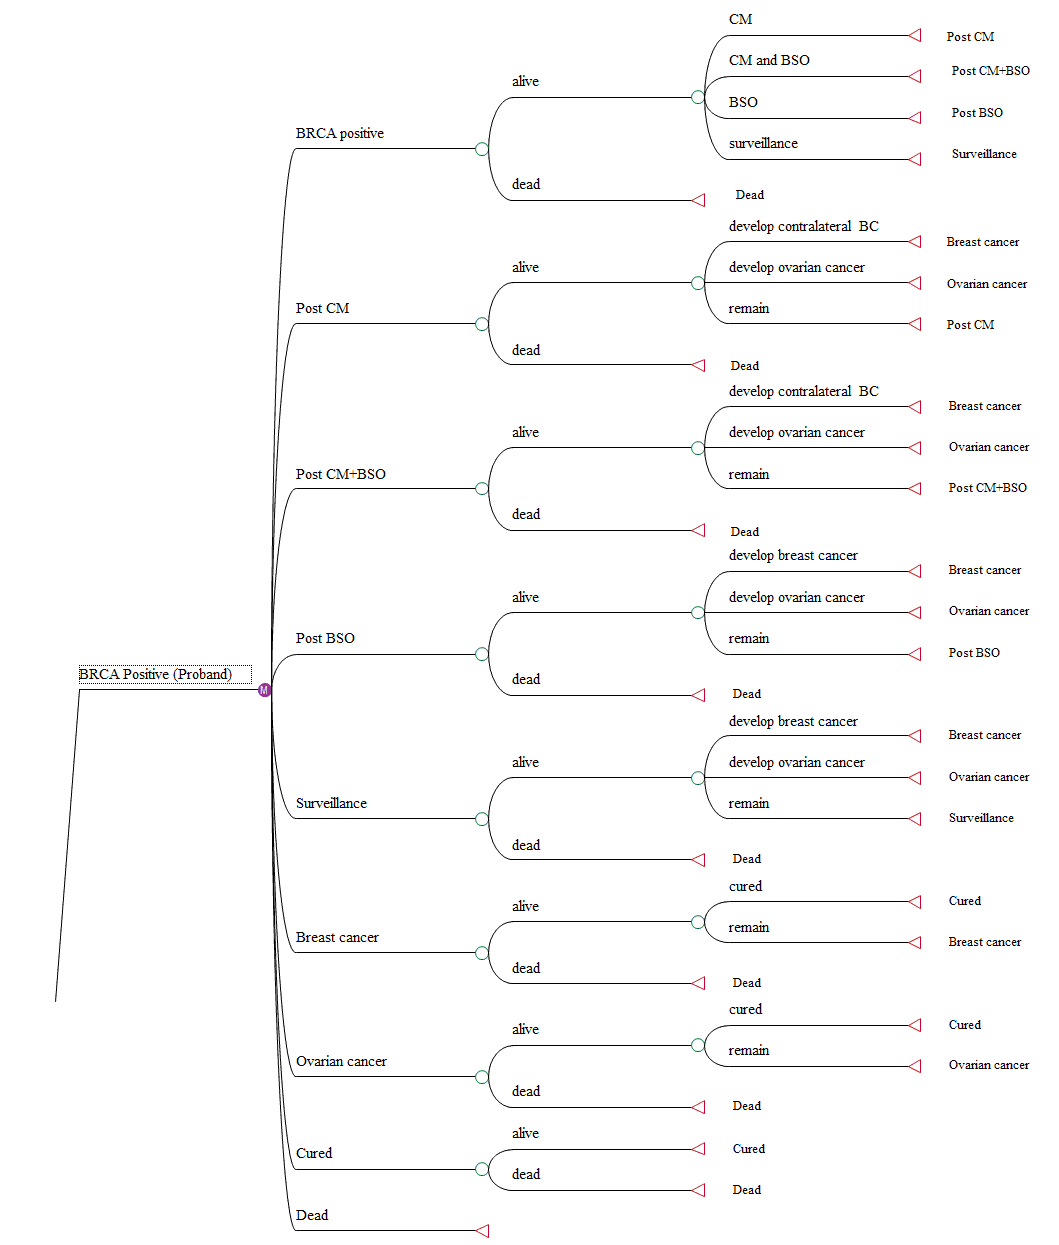 CM
Post CM
CM and BSO
Post CM+BSO
alive
BSO
Post BSO
BRCA positive
surveillance
Surveillance
dead
Dead
develop contralateral  BC
Breast cancer
alive
develop ovarian cancer
Ovarian cancer
Post CM
remain
Post CM
dead
Dead
develop contralateral  BC
Breast cancer
alive
develop ovarian cancer
Ovarian cancer
Post CM+BSO
remain
Post CM+BSO
dead
Dead
develop breast cancer
Breast cancer
alive
develop ovarian cancer
Ovarian cancer
Post BSO
remain
Post BSO
BRCA Positive (Proband)
M
dead
Dead
develop breast cancer
Breast cancer
alive
develop ovarian cancer
Ovarian cancer
Surveillance
remain
Surveillance
dead
Dead
cured
Cured
alive
remain
Breast cancer
Breast cancer
dead
Dead
cured
Cured
alive
remain
Ovarian cancer
Ovarian cancer
dead
Dead
alive
Cured
Cured
dead
Dead
Dead